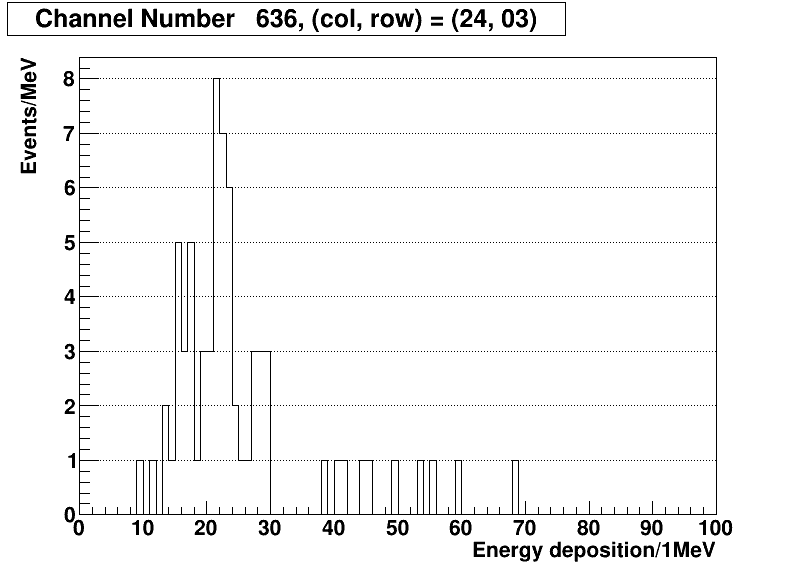 Channel Number   636, (col, row) = (24, 03)
Events/MeV
8
7
6
5
4
3
2
1
0
0 10 20 30 40 50 60 70 80 90 100
Energy deposition/1MeV